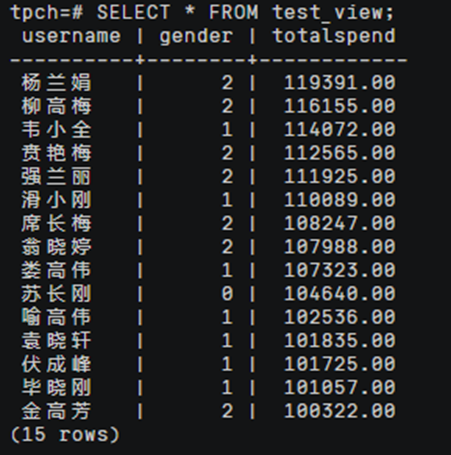 tpch=# SELECT * FROM test_view;
 username | gender | totalspend
----------+--------+------------
 杨兰娟   |      2 |  119391.00
 柳高梅   |      2 |  116155.00
 韦小全   |      1 |  114072.00
 贲艳梅   |      2 |  112565.00
 强兰丽   |      2 |  111925.00
 滑小刚   |      1 |  110089.00
 席长梅   |      2 |  108247.00
 翁晓婷   |      2 |  107988.00
 娄高伟   |      1 |  107323.00
 苏长刚   |      0 |  104640.00
 喻高伟   |      1 |  102536.00
 袁晓轩   |      1 |  101835.00
 伏成峰   |      1 |  101725.00
 毕晓刚   |      1 |  101057.00
 金高芳   |      2 |  100322.00
(15 rows)